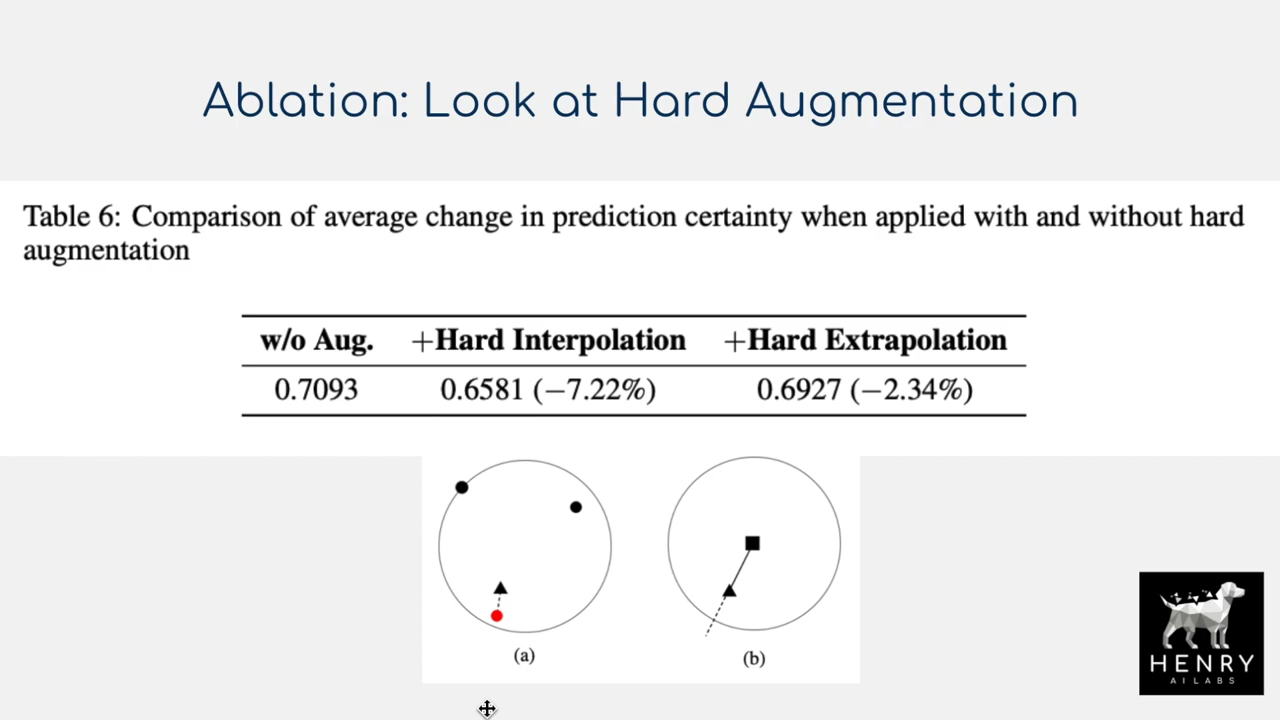 Ablation: Look at Hard Augmentation
Table 6: Comparison of average change in prediction certainty when applied with and without hard
augmentation
w/o Aug. +Hard Interpolation +Hard Extrapolation
0.7093 0.6581 (−7.22%) 0.6927 (−2.34%)
(a) (b)
HENRY
AI LABS